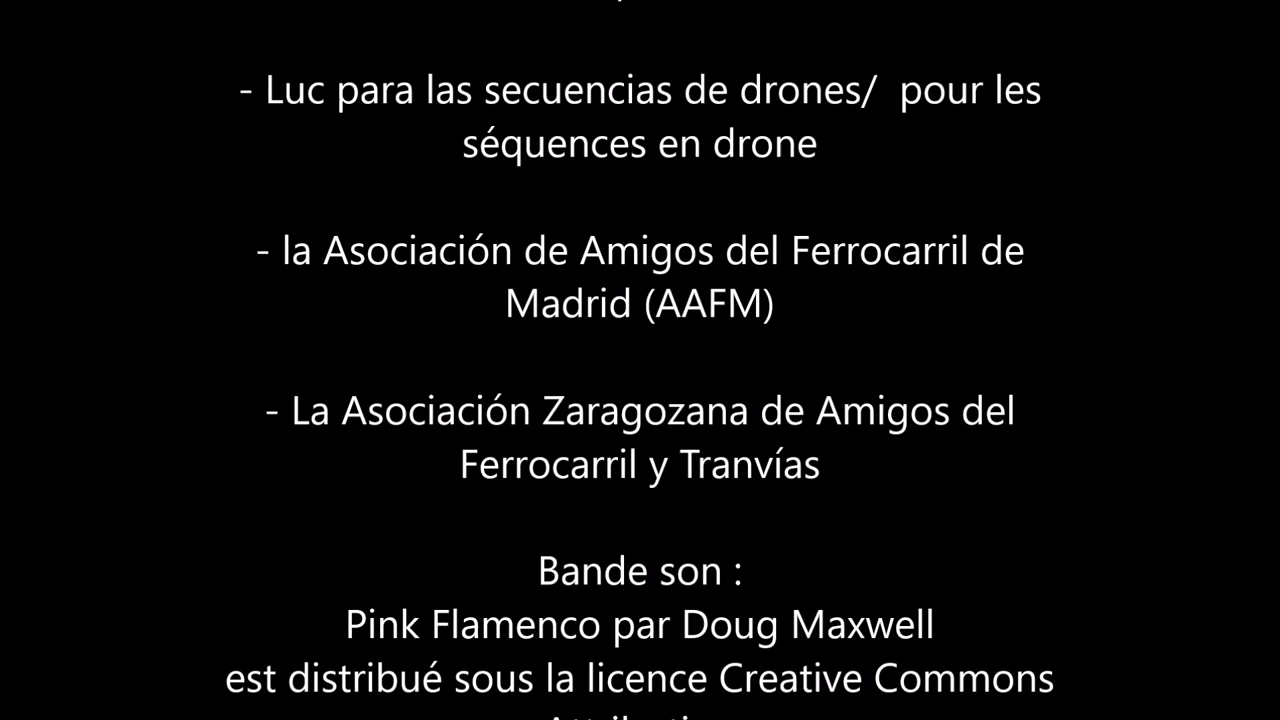 - Luc para las secuencias de drones/  pour les
séquences en drone
- la Asociación de Amigos del Ferrocarril de
Madrid (AAFM)
- La Asociación Zaragozana de Amigos del
Ferrocarril y Tranvías
Bande son :
Pink Flamenco par Doug Maxwell
est distribué sous la licence Creative Commons